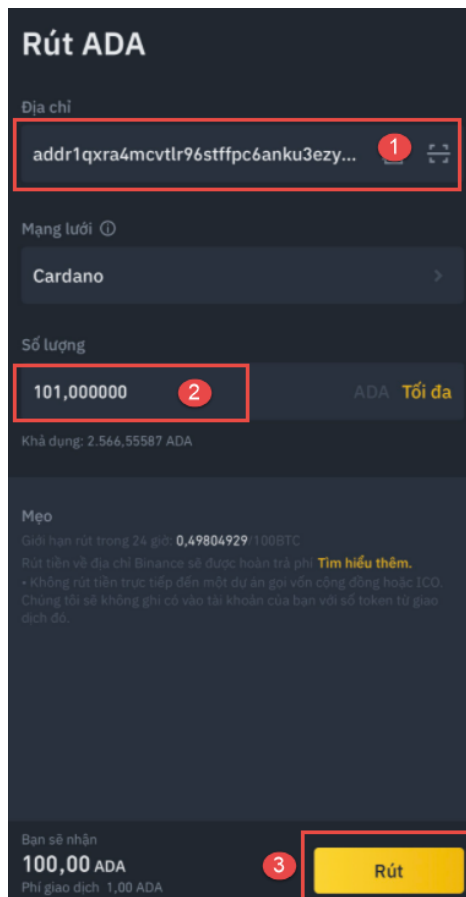 Rút ADA
Địa chỉ
addr1qxra4mcvtlr96stffpc6anku3ezy...
1
Mạng lưới
Cardano
Số lượng
101,000000
2
ADA Tối đa
Khả dụng: 2.566,55587 ADA
Mẹo
Giới hạn rút trong 24 giờ: 0,49804929/100BTC
Rút tiền về địa chỉ Binance sẽ được hoàn trả phí Tìm hiểu thêm.
• Không rút tiền trực tiếp đến một dự án gọi vốn cộng đồng hoặc ICO.
Chúng tôi sẽ không ghi có vào tài khoản của bạn với số token từ giao
dịch đó.
Bạn sẽ nhận
100,00 ADA
Phí giao dịch 1,00 ADA
3
Rút